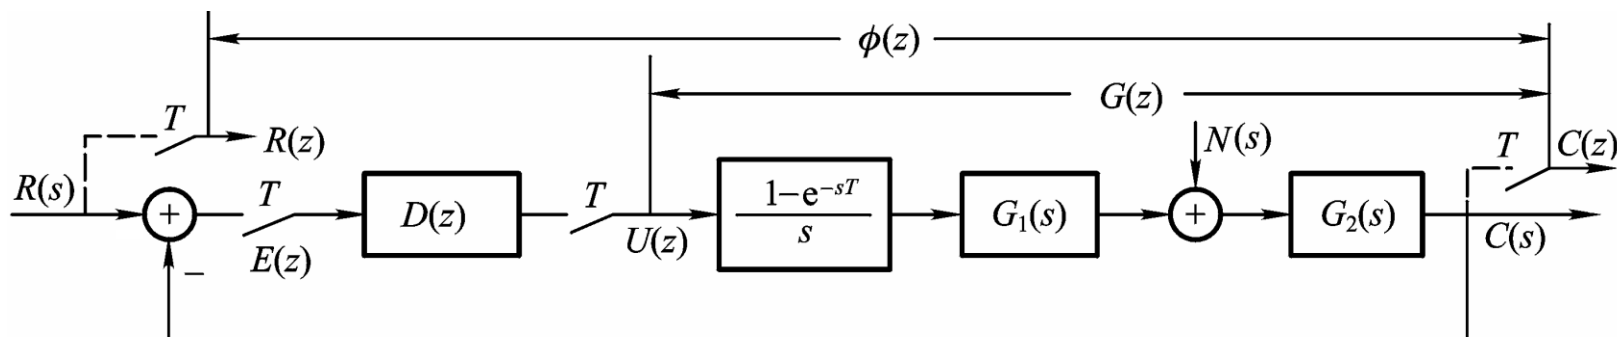 ϕ(z)
G(z)
T R(z) N(s) T C(z)
R(s) + T D(z) T 1−e⁻ˢᵀ / s G₁(s) + G₂(s)
− E(z) U(z) C(s)